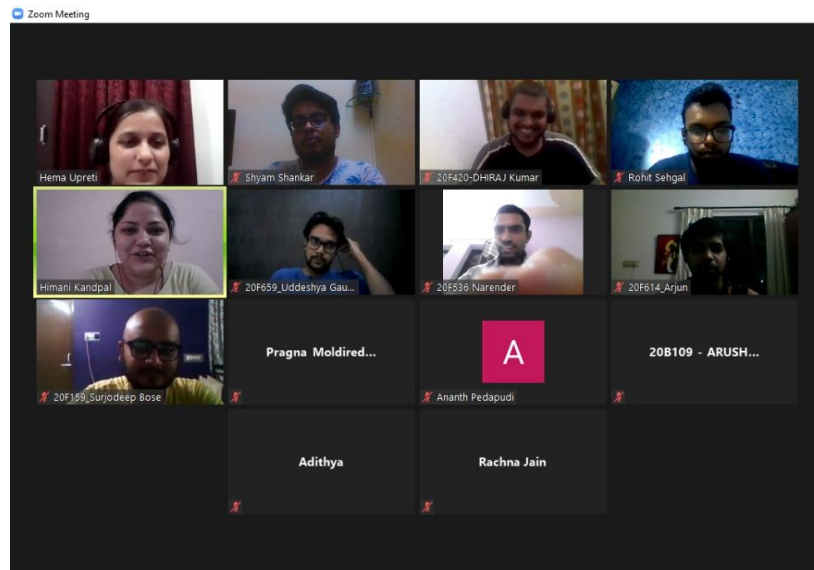 Zoom Meeting
Hema Upreti
Shyam Shankar
20F420-DHIRAJ Kumar
Rohit Sehgal
Himani Kandpal
20F659_Uddeshya Gau...
20F536 Narender
20F614_Arjun
20F159_Surjodeep Bose
Pragna Moldired...
A
Ananth Pedapudi
20B109 - ARUSH...
Adithya
Rachna Jain